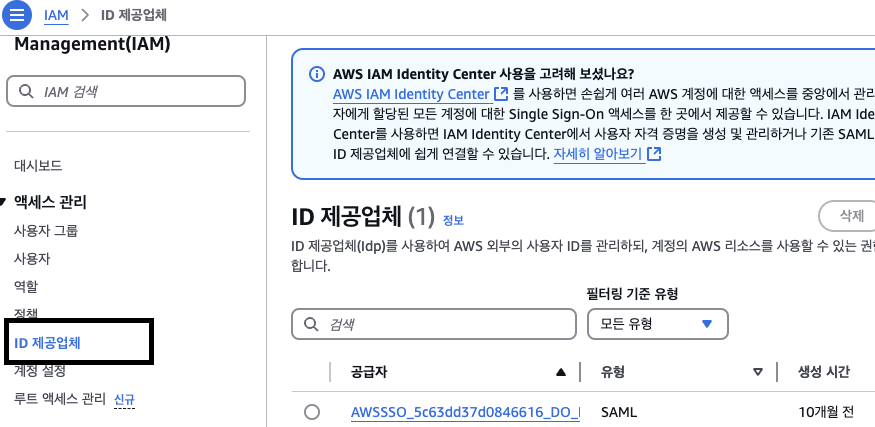 IAM > ID 제공업체
Management(IAM)
IAM 검색
대시보드
액세스 관리
사용자 그룹
사용자
역할
정책
ID 제공업체
계정 설정
루트 액세스 관리 신규
AWS IAM Identity Center 사용을 고려해 보셨나요?
AWS IAM Identity Center 를 사용하면 손쉽게 여러 AWS 계정에 대한 액세스를 중앙에서 관리
자에게 할당된 모든 계정에 대한 Single Sign-On 액세스를 한 곳에서 제공할 수 있습니다. IAM Ide
Center를 사용하면 IAM Identity Center에서 사용자 자격 증명을 생성 및 관리하거나 기존 SAML
ID 제공업체에 쉽게 연결할 수 있습니다. 자세히 알아보기
ID 제공업체 (1) 정보
삭제
ID 제공업체(Idp)를 사용하여 AWS 외부의 사용자 ID를 관리하되, 계정의 AWS 리소스를 사용할 수 있는 권한
합니다.
필터링 기준 유형
검색
모든 유형
공급자 유형 생성 시간
AWSSSO_5c63dd37d0846616_DO_ SAML 10개월 전